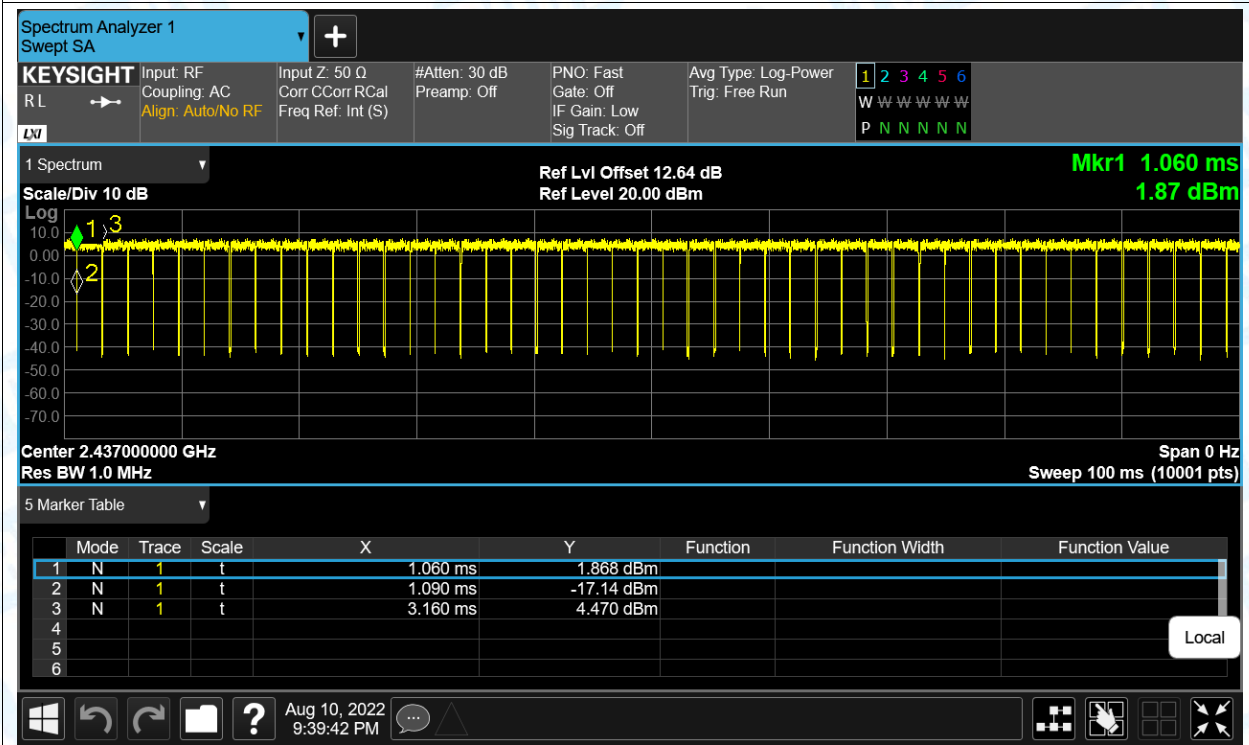 Spectrum Analyzer 1
Swept SA
KEYSIGHT
R L
LXI
Input: RF
Coupling: AC
Align: Auto/No RF
Input Z: 50 Ω
Corr CCorr RCal
Freq Ref: Int (S)
#Atten: 30 dB
Preamp: Off
PNO: Fast
Gate: Off
IF Gain: Low
Sig Track: Off
Avg Type: Log-Power
Trig: Free Run
1 2 3 4 5 6
W W W W W W
P N N N N N
1 Spectrum
Scale/Div 10 dB
Ref Lvl Offset 12.64 dB
Ref Level 20.00 dBm
Mkr1 1.060 ms
1.87 dBm
Log
10.0
0.00
-10.0
-20.0
-30.0
-40.0
-50.0
-60.0
-70.0
1
3
2
Center 2.437000000 GHz
Span 0 Hz
Res BW 1.0 MHz
Sweep 100 ms (10001 pts)
5 Marker Table
Mode Trace Scale X Y Function Function Width Function Value
1 N 1 t 1.060 ms 1.868 dBm
2 N 1 t 1.090 ms -17.14 dBm
3 N 1 t 3.160 ms 4.470 dBm
4
5
6
Local
?
Aug 10, 2022
9:39:42 PM